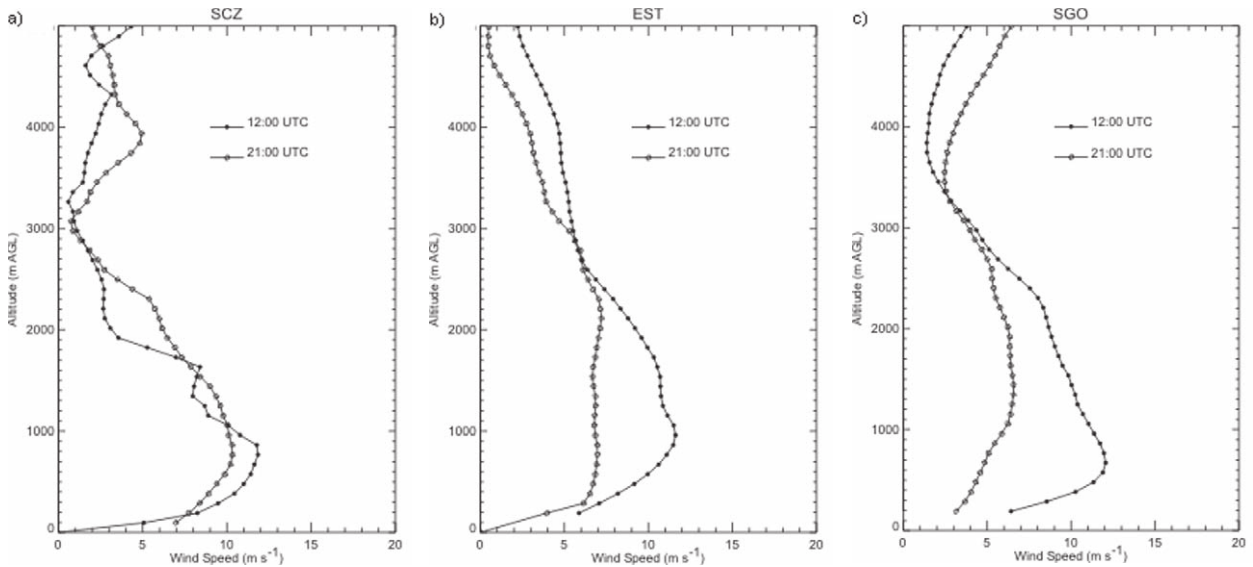 a)
SCZ
5
4000
3000
2000
1000
0
0
5
10
15
20
Altitude (m AGL)
Wind Speed (m s⁻¹)
12:00 UTC
21:00 UTC
b)
EST
4000
3000
2000
1000
0
0
5
10
15
20
Altitude (m AGL)
Wind Speed (m s⁻¹)
12:00 UTC
21:00 UTC
c)
SGO
4000
3000
2000
1000
0
0
5
10
15
20
Altitude (m AGL)
Wind Speed (m s⁻¹)
12:00 UTC
21:00 UTC